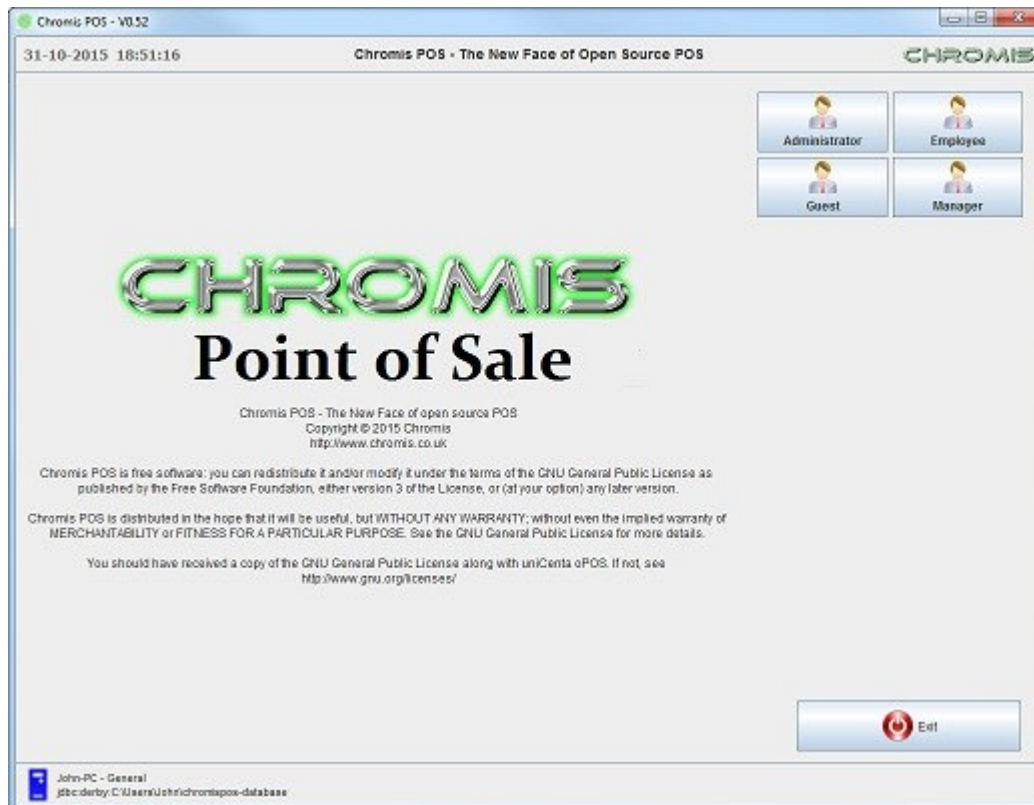 Chromis POS - V0.52
31-10-2015 18:51:16
Chromis POS - The New Face of Open Source POS
CHROMIS
Administrator
Employee
Guest
Manager
CHROMIS
Point of Sale
Chromis POS - The New Face of open source POS
Copyright © 2015 Chromis
http://www.chromis.co.uk
Chromis POS is free software: you can redistribute it and/or modify it under the terms of the GNU General Public License as
published by the Free Software Foundation, either version 3 of the License, or (at your option) any later version.
Chromis POS is distributed in the hope that it will be useful, but WITHOUT ANY WARRANTY; without even the implied warranty of
MERCHANTABILITY or FITNESS FOR A PARTICULAR PURPOSE. See the GNU General Public License for more details.
You should have received a copy of the GNU General Public License along with uniCenta oPOS. If not, see
http://www.gnu.org/licenses/
Exit
John-PC - General
jdbc:derby:C:\Users\John\chromispos-database